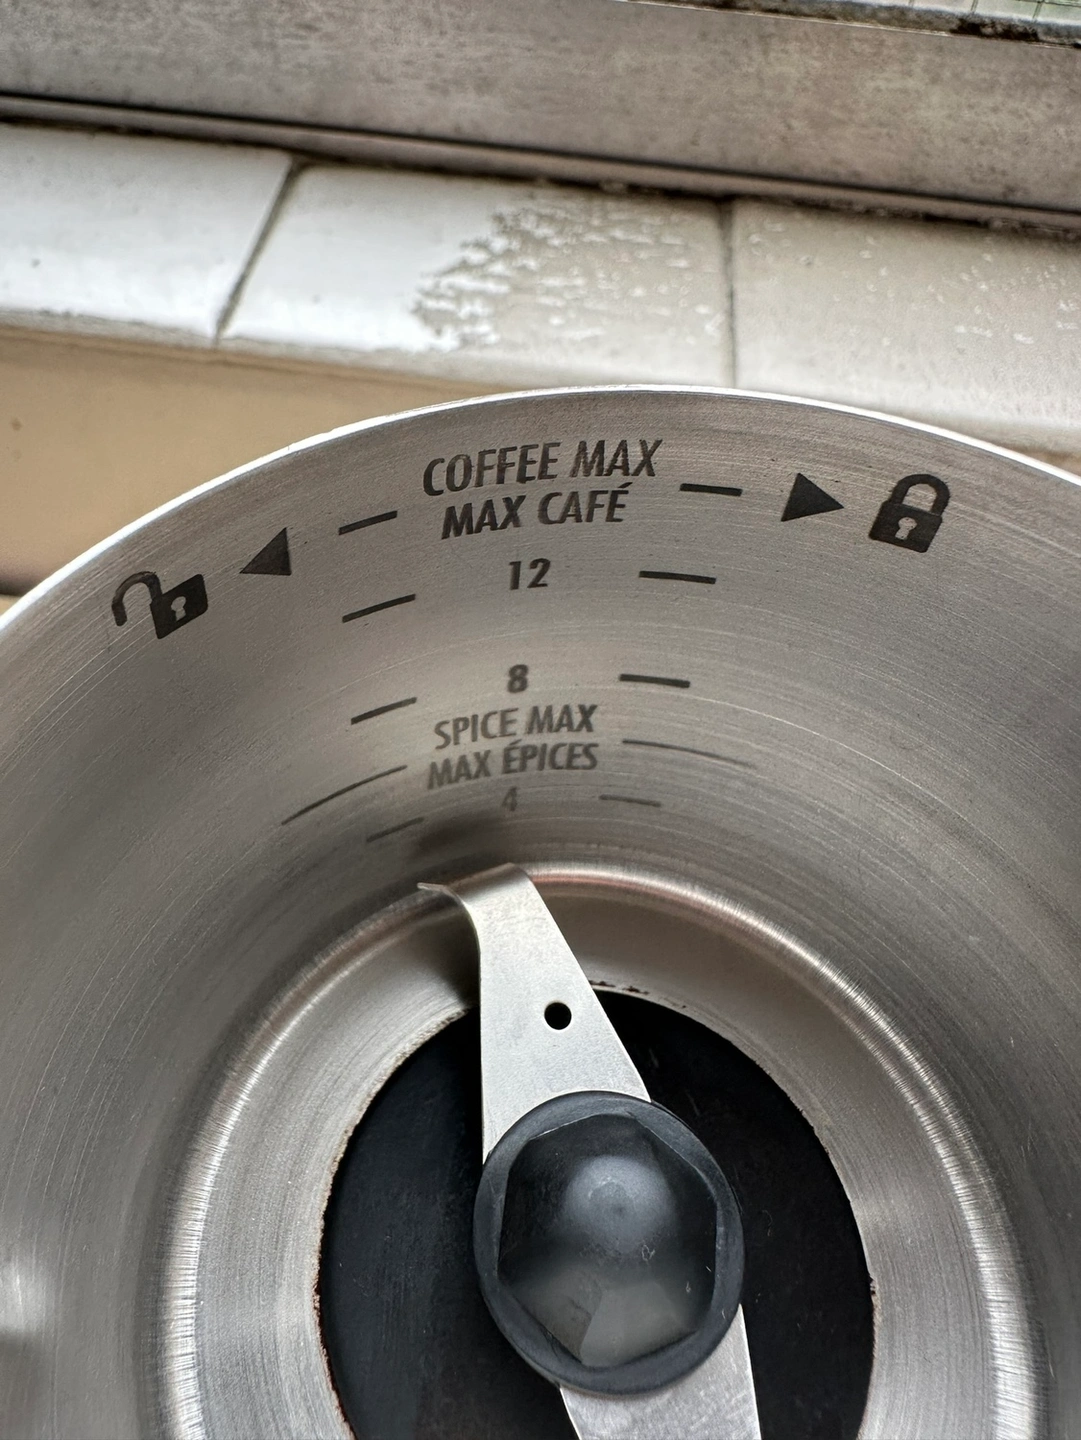 COFFEE MAX
MAX CAFÉ
12
8
SPICE MAX
MAX ÉPICES
4